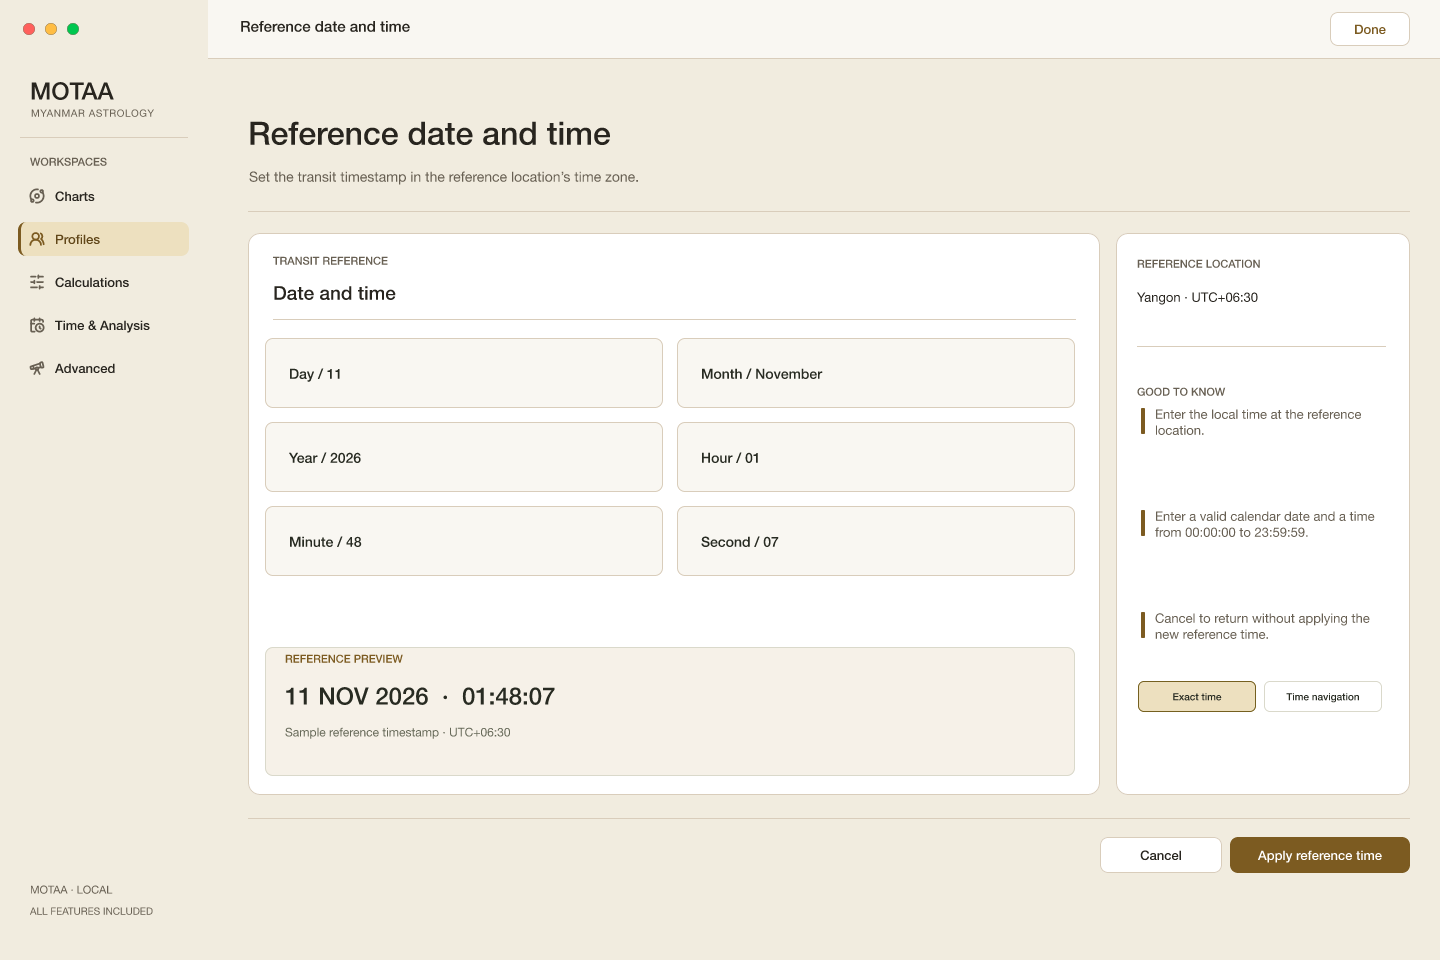 Reference date and time
Done
MOTAA
MYANMAR ASTROLOGY
WORKSPACES
Charts
Profiles
Calculations
Time & Analysis
Advanced
MOTAA · LOCAL
ALL FEATURES INCLUDED
Reference date and time
Set the transit timestamp in the reference location’s time zone.
TRANSIT REFERENCE
Date and time
Day / 11
Month / November
Year / 2026
Hour / 01
Minute / 48
Second / 07
REFERENCE PREVIEW
11 NOV 2026 · 01:48:07
Sample reference timestamp · UTC+06:30
REFERENCE LOCATION
Yangon · UTC+06:30
GOOD TO KNOW
Enter the local time at the reference
location.
Enter a valid calendar date and a time
from 00:00:00 to 23:59:59.
Cancel to return without applying the
new reference time.
Exact time
Time navigation
Cancel
Apply reference time